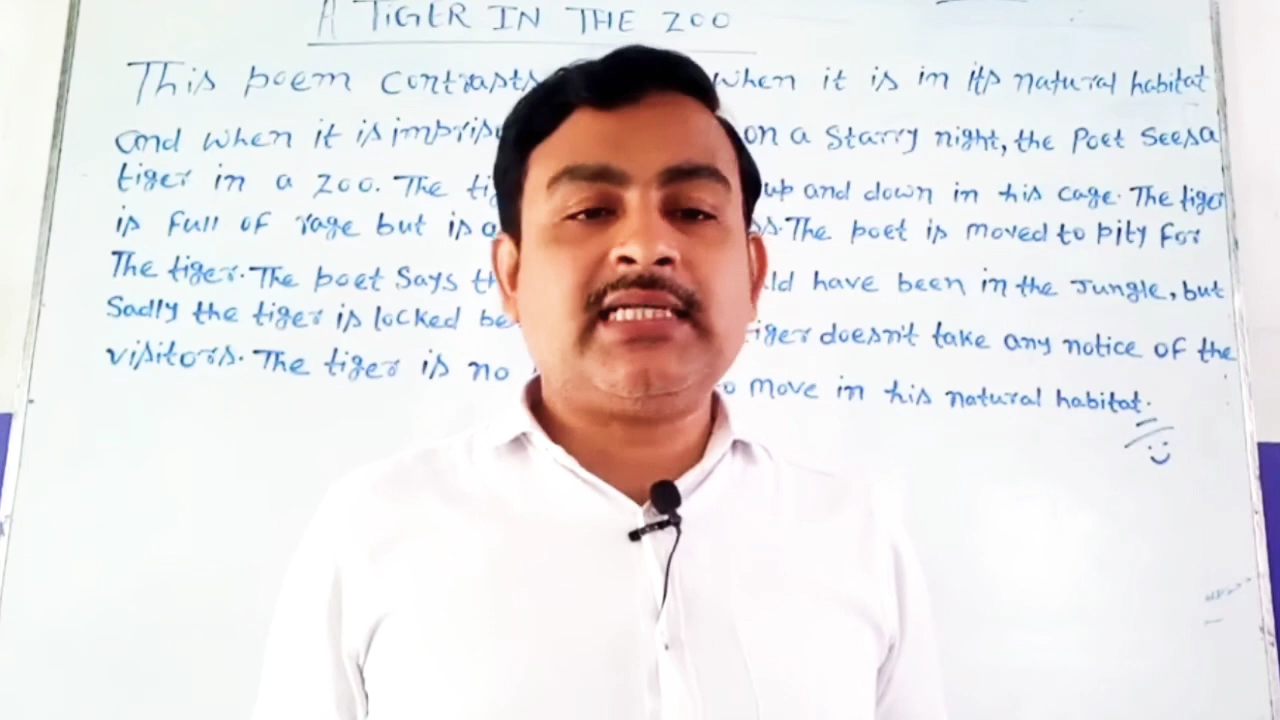 A TIGER IN THE ZOO
This poem contrasts when it is in its natural habitat
and when it is on a starry night, the Poet sees a
tiger in a zoo. The up and down in his cage. The tiger
is full of rage but is The poet is moved to pity for
The tiger. The poet says have been in the Jungle, but
Sadly the tiger is locked tiger doesn't take any notice of the
visitors. The tiger is no move in his natural habitat.